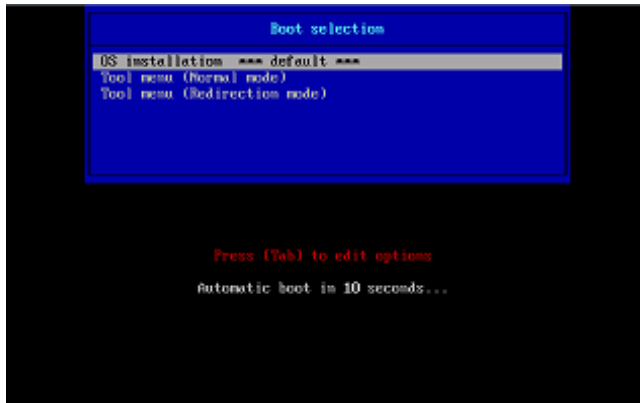 Boot selection
OS installation *** default ***
Tool menu (Normal mode)
Tool menu (Redirection mode)
Press [Tab] to edit options
Automatic boot in 10 seconds...